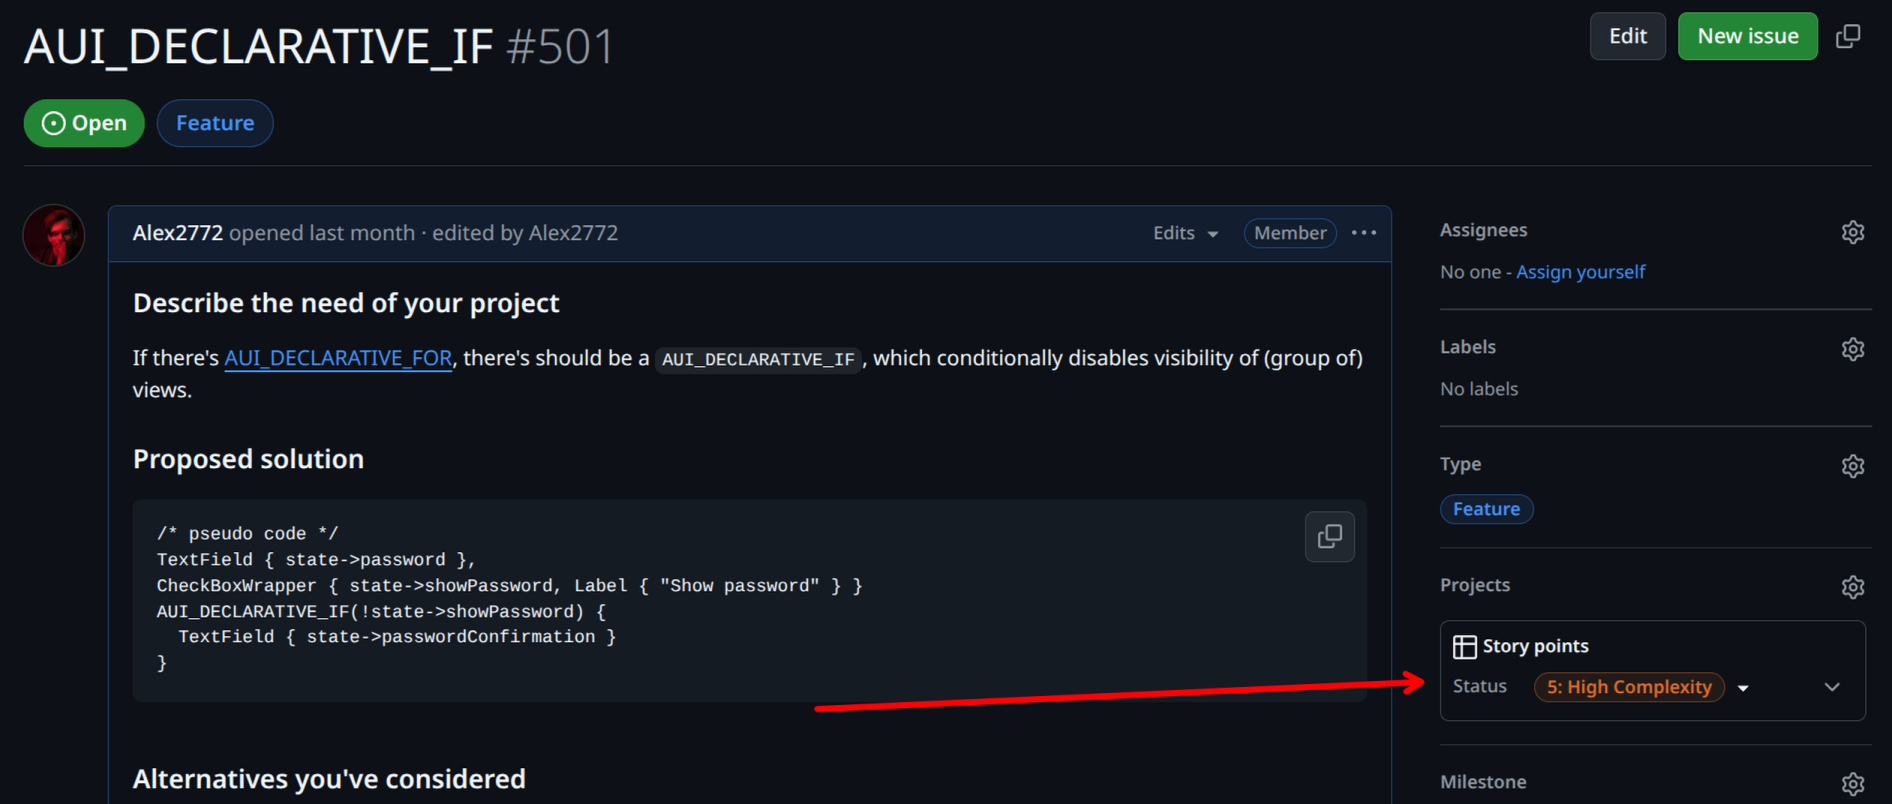 AUI_DECLARATIVE_IF #501
Edit
New issue
Open
Feature
Alex2772 opened last month · edited by Alex2772
Edits
Member
Describe the need of your project
If there's AUI_DECLARATIVE_FOR, there's should be a AUI_DECLARATIVE_IF, which conditionally disables visibility of (group of)
views.
Proposed solution
/* pseudo code */
TextField { state->password },
CheckBoxWrapper { state->showPassword, Label { "Show password" } }
AUI_DECLARATIVE_IF(!state->showPassword) {
  TextField { state->passwordConfirmation }
}
Alternatives you've considered
Assignees
No one - Assign yourself
Labels
No labels
Type
Feature
Projects
Story points
Status 5: High Complexity
Milestone